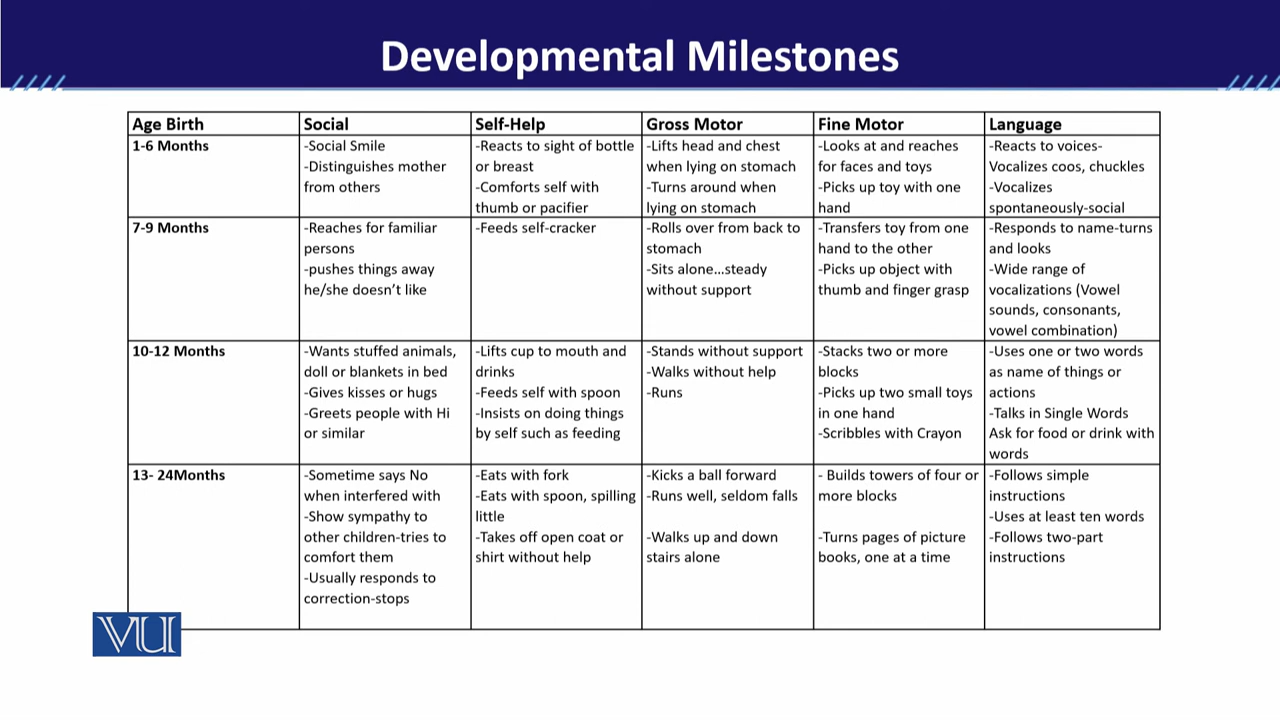 Developmental Milestones
Age Birth
Social
Self-Help
Gross Motor
Fine Motor
Language
1-6 Months
-Social Smile
-Distinguishes mother
from others
-Reacts to sight of bottle
or breast
-Comforts self with
thumb or pacifier
-Lifts head and chest
when lying on stomach
-Turns around when
lying on stomach
-Looks at and reaches
for faces and toys
-Picks up toy with one
hand
-Reacts to voices-
Vocalizes coos, chuckles
-Vocalizes
spontaneously-social
7-9 Months
-Reaches for familiar
persons
-pushes things away
he/she doesn’t like
-Feeds self-cracker
-Rolls over from back to
stomach
-Sits alone…steady
without support
-Transfers toy from one
hand to the other
-Picks up object with
thumb and finger grasp
-Responds to name-turns
and looks
-Wide range of
vocalizations (Vowel
sounds, consonants,
vowel combination)
10-12 Months
-Wants stuffed animals,
doll or blankets in bed
-Gives kisses or hugs
-Greets people with Hi
or similar
-Lifts cup to mouth and
drinks
-Feeds self with spoon
-Insists on doing things
by self such as feeding
-Stands without support
-Walks without help
-Runs
-Stacks two or more
blocks
-Picks up two small toys
in one hand
-Scribbles with Crayon
-Uses one or two words
as name of things or
actions
-Talks in Single Words
Ask for food or drink with
words
13- 24Months
-Sometime says No
when interfered with
-Show sympathy to
other children-tries to
comfort them
-Usually responds to
correction-stops
-Eats with fork
-Eats with spoon, spilling
little
-Takes off open coat or
shirt without help
-Kicks a ball forward
-Runs well, seldom falls
-Walks up and down
stairs alone
- Builds towers of four or
more blocks
-Turns pages of picture
books, one at a time
-Follows simple
instructions
-Uses at least ten words
-Follows two-part
instructions
VU